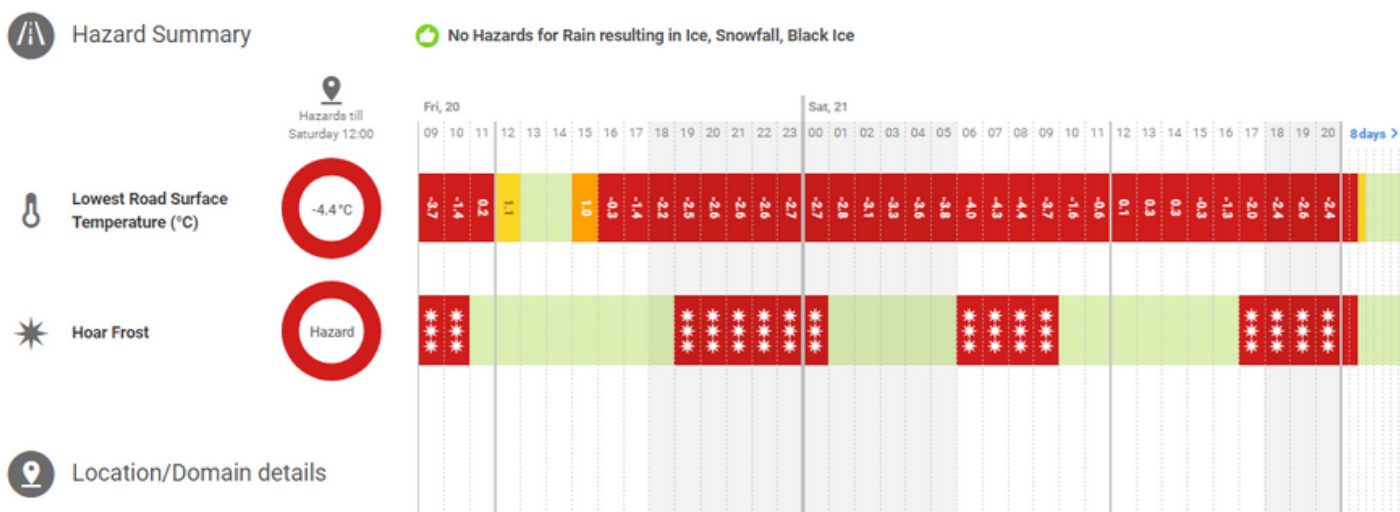 Hazard Summary
No Hazards for Rain resulting in Ice, Snowfall, Black Ice
Hazards till
Saturday 12:00
Fri, 20
Sat, 21
09 10 11 12 13 14 15 16 17 18 19 20 21 22 23 00 01 02 03 04 05 06 07 08 09 10 11 12 13 14 15 16 17 18 19 20 8 days >
Lowest Road Surface
Temperature (°C)
-4.4°C
-3.7 -1.4 0.2 1.1 1.0 -0.3 -1.4 -2.2 -2.5 -2.6 -2.6 -2.6 -2.7 -2.7 -2.8 -3.1 -3.3 -3.6 -3.8 -4.0 -4.3 -4.4 -3.7 -1.6 -0.6 0.1 0.3 0.3 -0.3 -1.3 -2.0 -2.4 -2.6 -2.4
Hoar Frost
Hazard
Location/Domain details